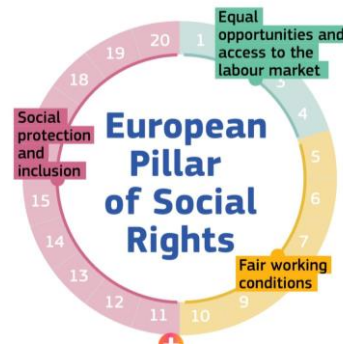 Equal
opportunities and
access to the
labour market
Social
protection
and
inclusion
European
Pillar
of Social
Rights
Fair working
conditions
1
3
4
5
6
7
9
10
11
12
13
14
15
18
19
20